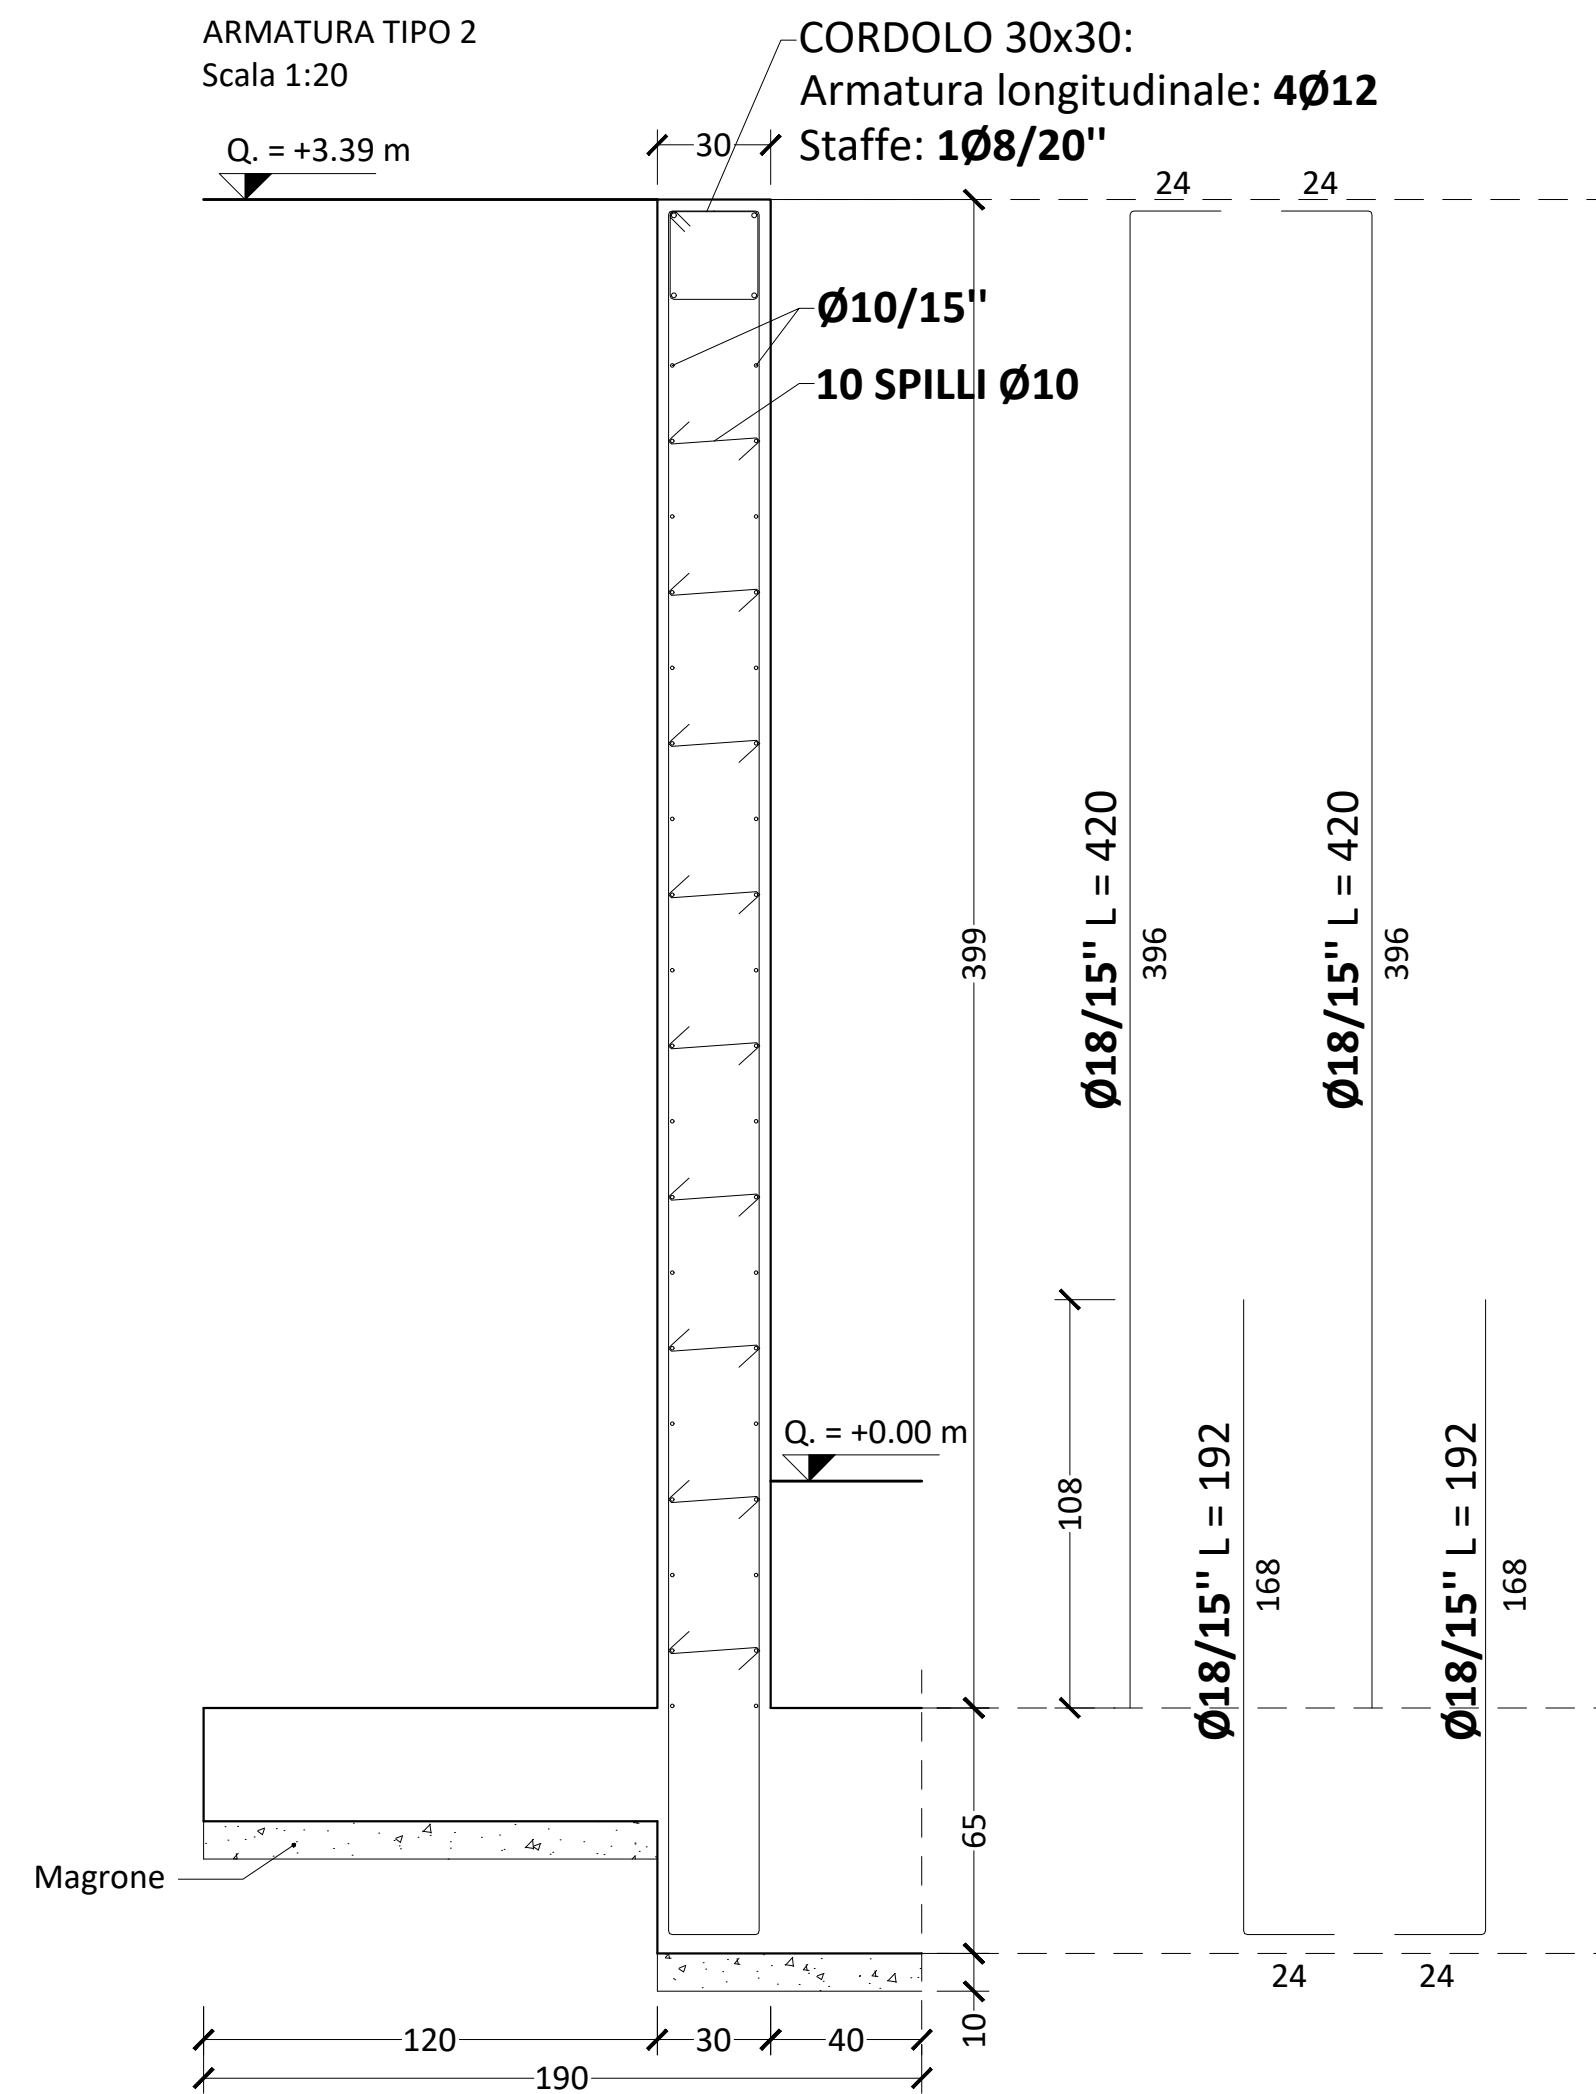 ARMATURA TIPO 2
Scala 1:20
CORDOLO 30x30:
Armatura longitudinale: 4Ø12
Staffe: 1Ø8/20''
Q. = +3.39 m
30
24
24
Ø10/15''
10 SPILLI Ø10
399
Ø18/15'' L = 420
396
Ø18/15'' L = 420
396
Q. = +0.00 m
108
Ø18/15'' L = 192
168
Ø18/15'' L = 192
168
65
Magrone
24
24
10
120
30
40
190